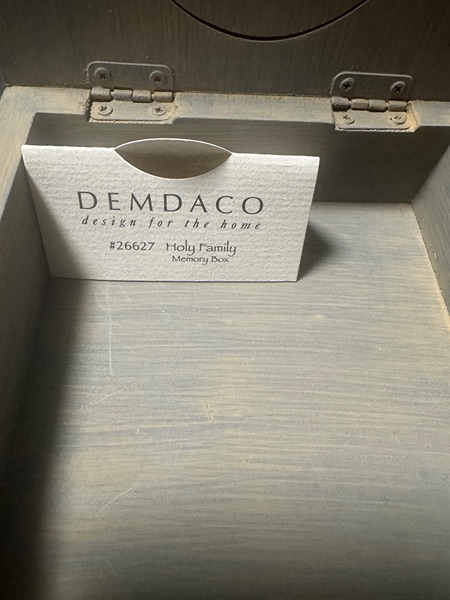 DEMDACO
design for the home
#26627 Holy Family
Memory Box